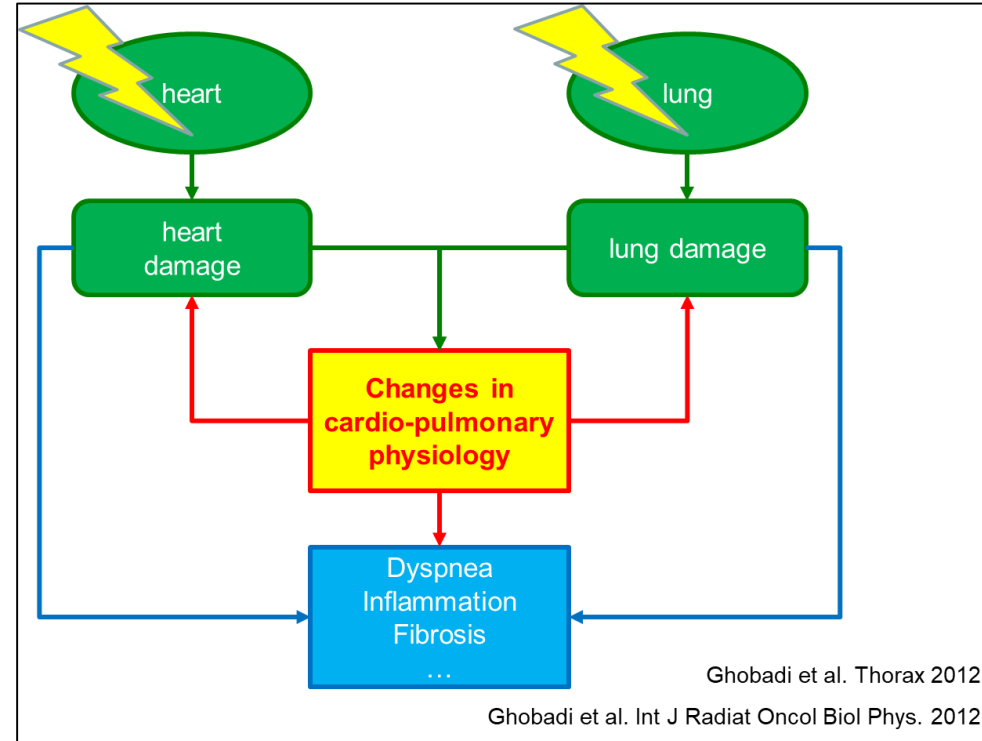 heart
lung
heart
damage
lung damage
Changes in
cardio-pulmonary
physiology
Dyspnea
Inflammation
Fibrosis
...
Ghobadi et al. Thorax 2012
Ghobadi et al. Int J Radiat Oncol Biol Phys. 2012